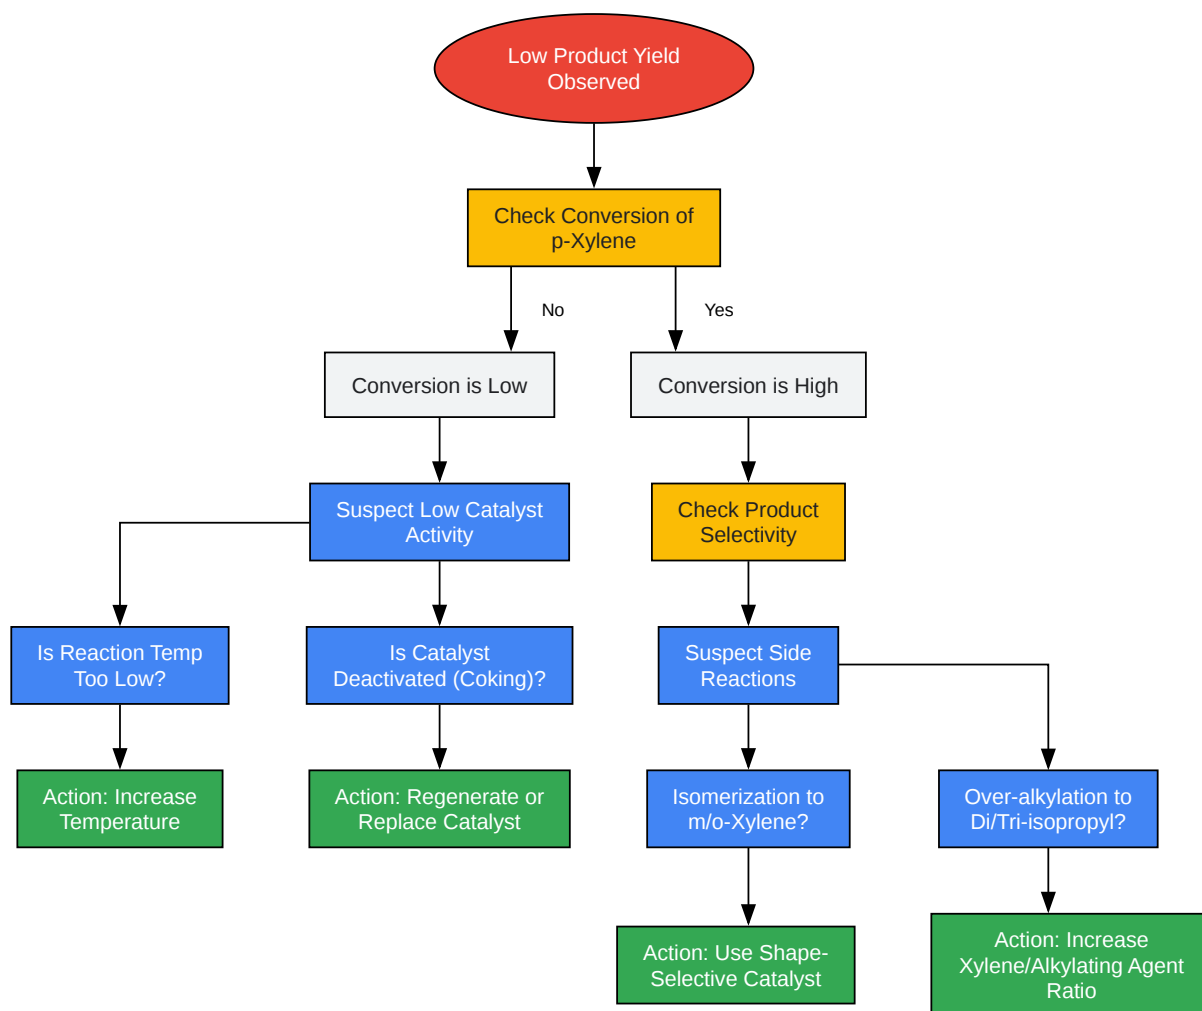 Low Product Yield
Observed
Check Conversion of
p-Xylene
No
Yes
Conversion is Low
Conversion is High
Suspect Low Catalyst
Activity
Check Product
Selectivity
Is Reaction Temp
Too Low?
Is Catalyst
Deactivated (Coking)?
Suspect Side
Reactions
Action: Increase
Temperature
Action: Regenerate or
Replace Catalyst
Isomerization to
m/o-Xylene?
Over-alkylation to
Di/Tri-isopropyl?
Action: Use Shape-
Selective Catalyst
Action: Increase
Xylene/Alkylating Agent
Ratio